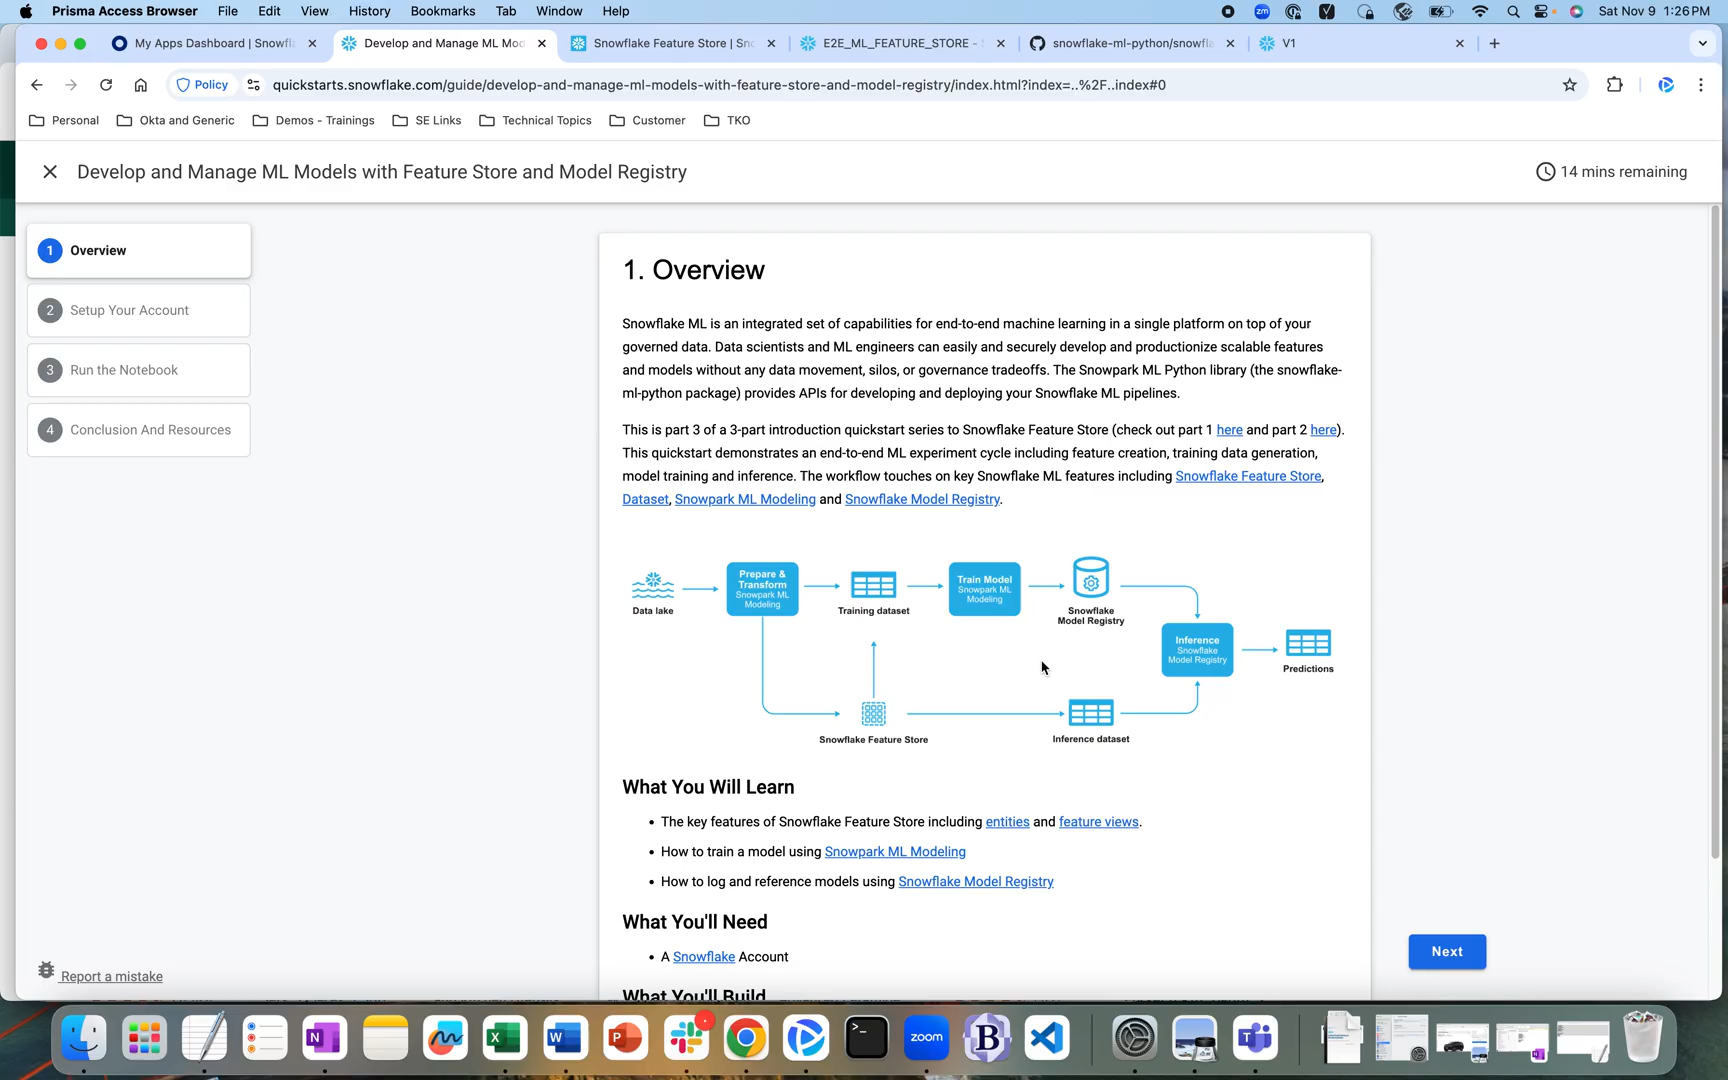 Prisma Access Browser File Edit View History Bookmarks Tab Window Help
zm
Sat Nov 9 1:26 PM
My Apps Dashboard | Snowfl
Develop and Manage ML Mod
Snowflake Feature Store | Sno
E2E_ML_FEATURE_STORE -
snowflake-ml-python/snowfla
V1
Policy
quickstarts.snowflake.com/guide/develop-and-manage-ml-models-with-feature-store-and-model-registry/index.html?index=..%2F..index#0
Personal
Okta and Generic
Demos - Trainings
SE Links
Technical Topics
Customer
TKO
Develop and Manage ML Models with Feature Store and Model Registry
14 mins remaining
1 Overview
2 Setup Your Account
3 Run the Notebook
4 Conclusion And Resources
1. Overview
Snowflake ML is an integrated set of capabilities for end-to-end machine learning in a single platform on top of your
governed data. Data scientists and ML engineers can easily and securely develop and productionize scalable features
and models without any data movement, silos, or governance tradeoffs. The Snowpark ML Python library (the snowflake-
ml-python package) provides APIs for developing and deploying your Snowflake ML pipelines.
This is part 3 of a 3-part introduction quickstart series to Snowflake Feature Store (check out part 1 here and part 2 here).
This quickstart demonstrates an end-to-end ML experiment cycle including feature creation, training data generation,
model training and inference. The workflow touches on key Snowflake ML features including Snowflake Feature Store,
Dataset, Snowpark ML Modeling and Snowflake Model Registry.
Data lake
Prepare &
Transform
Snowpark ML
Modeling
Training dataset
Train Model
Snowpark ML
Modeling
Snowflake
Model Registry
Inference
Snowflake
Model Registry
Predictions
Snowflake Feature Store
Inference dataset
What You Will Learn
• The key features of Snowflake Feature Store including entities and feature views.
• How to train a model using Snowpark ML Modeling
• How to log and reference models using Snowflake Model Registry
What You'll Need
• A Snowflake Account
What You'll Build
Next
Report a mistake
zoom